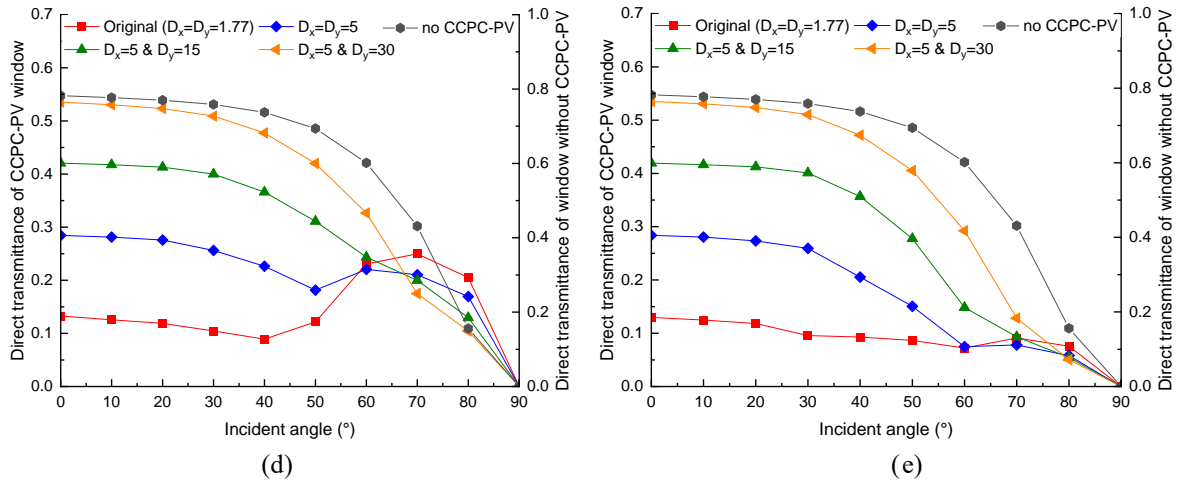 Original (Dx=Dy=1.77)
Dx=Dy=5
no CCPC-PV
Dx=5 & Dy=15
Dx=5 & Dy=30
Direct transmittance of CCPC-PV window
0.7
0.6
0.5
0.4
0.3
0.2
0.1
0.0
1.0
0.8
0.6
0.4
0.2
0.0
Direct transmittance of window without CCPC-PV
0 10 20 30 40 50 60 70 80 90
Incident angle (°)
(d)
Original (Dx=Dy=1.77)
Dx=Dy=5
no CCPC-PV
Dx=5 & Dy=15
Dx=5 & Dy=30
Direct transmittance of CCPC-PV window
0.7
0.6
0.5
0.4
0.3
0.2
0.1
0.0
1.0
0.8
0.6
0.4
0.2
0.0
Direct transmittance of window without CCPC-PV
0 10 20 30 40 50 60 70 80 90
Incident angle (°)
(e)